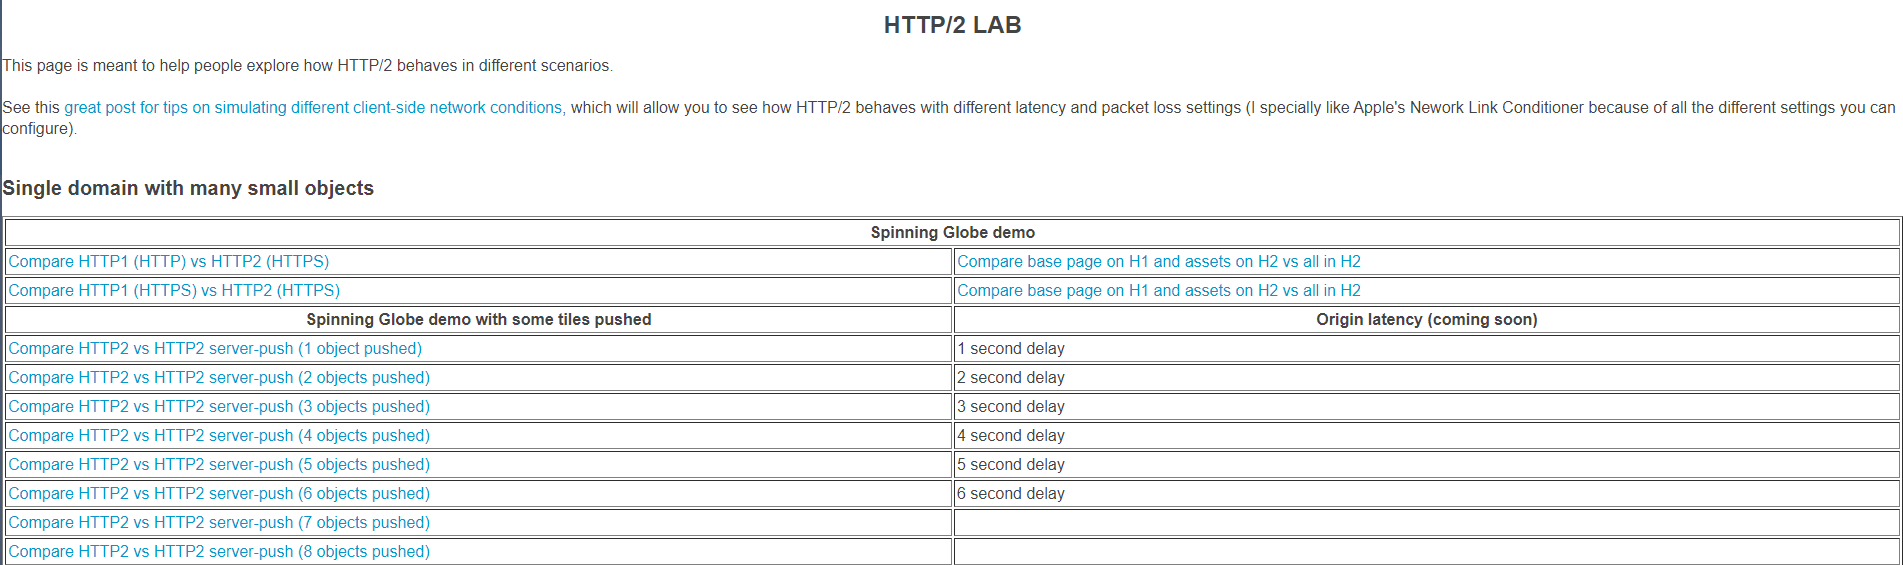 HTTP/2 LAB
This page is meant to help people explore how HTTP/2 behaves in different scenarios.
See this great post for tips on simulating different client-side network conditions, which will allow you to see how HTTP/2 behaves with different latency and packet loss settings (I specially like Apple's Nework Link Conditioner because of all the different settings you can
configure).
Single domain with many small objects
Spinning Globe demo
Compare HTTP1 (HTTP) vs HTTP2 (HTTPS)
Compare base page on H1 and assets on H2 vs all in H2
Compare HTTP1 (HTTPS) vs HTTP2 (HTTPS)
Compare base page on H1 and assets on H2 vs all in H2
Spinning Globe demo with some tiles pushed
Origin latency (coming soon)
Compare HTTP2 vs HTTP2 server-push (1 object pushed)
1 second delay
Compare HTTP2 vs HTTP2 server-push (2 objects pushed)
2 second delay
Compare HTTP2 vs HTTP2 server-push (3 objects pushed)
3 second delay
Compare HTTP2 vs HTTP2 server-push (4 objects pushed)
4 second delay
Compare HTTP2 vs HTTP2 server-push (5 objects pushed)
5 second delay
Compare HTTP2 vs HTTP2 server-push (6 objects pushed)
6 second delay
Compare HTTP2 vs HTTP2 server-push (7 objects pushed)
Compare HTTP2 vs HTTP2 server-push (8 objects pushed)